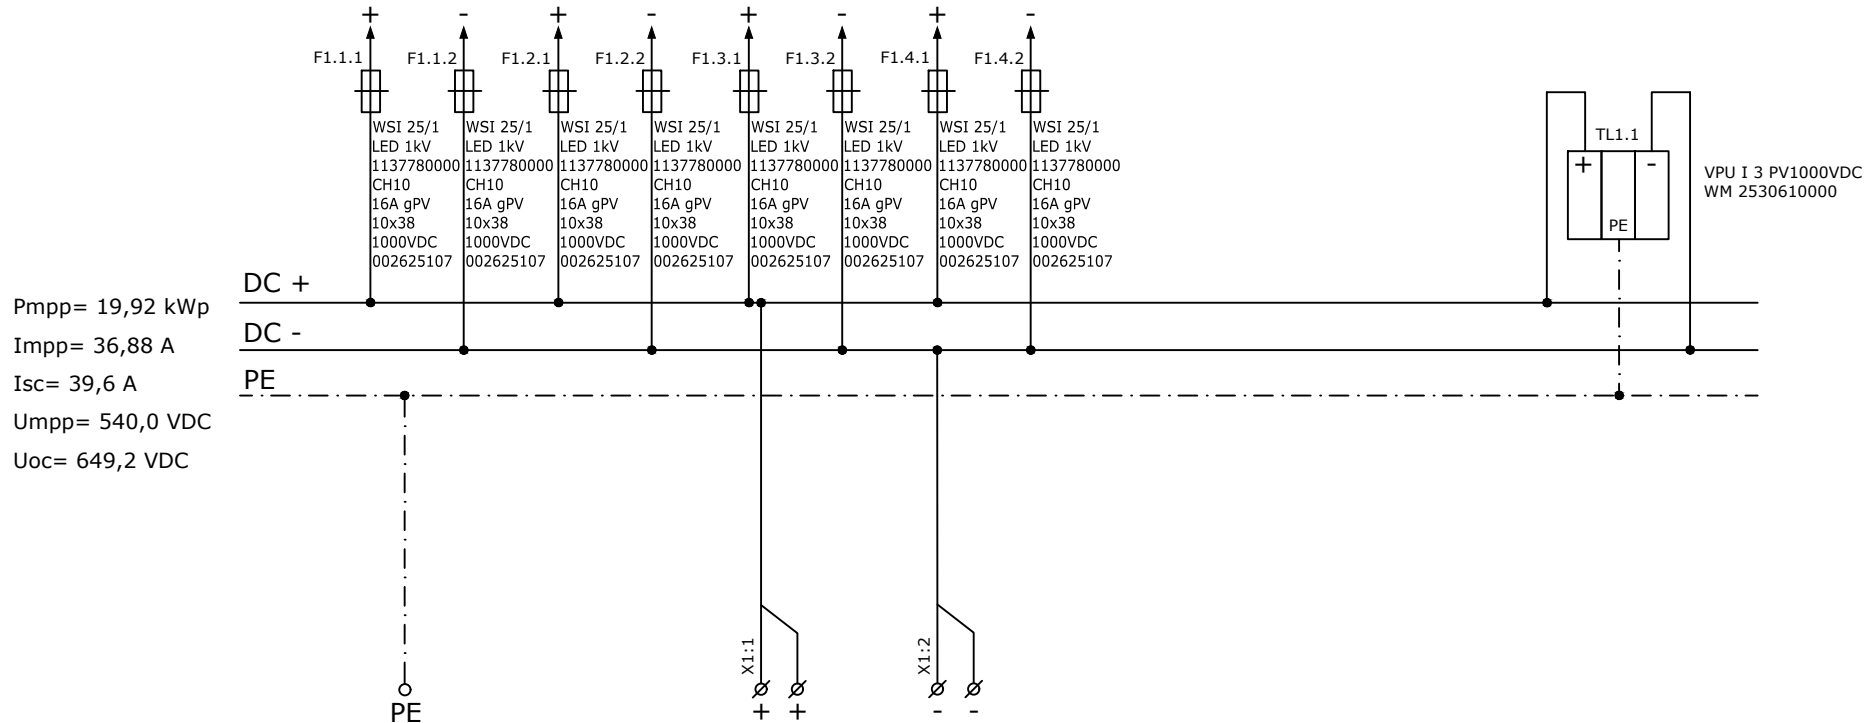 + - + - + - + -
F1.1.1 F1.1.2 F1.2.1 F1.2.2 F1.3.1 F1.3.2 F1.4.1 F1.4.2
WSI 25/1 WSI 25/1 WSI 25/1 WSI 25/1 WSI 25/1 WSI 25/1 WSI 25/1 WSI 25/1
LED 1kV LED 1kV LED 1kV LED 1kV LED 1kV LED 1kV LED 1kV LED 1kV
1137780000 1137780000 1137780000 1137780000 1137780000 1137780000 1137780000 1137780000
CH10 CH10 CH10 CH10 CH10 CH10 CH10 CH10
16A gPV 16A gPV 16A gPV 16A gPV 16A gPV 16A gPV 16A gPV 16A gPV
10x38 10x38 10x38 10x38 10x38 10x38 10x38 10x38
1000VDC 1000VDC 1000VDC 1000VDC 1000VDC 1000VDC 1000VDC 1000VDC
002625107 002625107 002625107 002625107 002625107 002625107 002625107 002625107
TL1.1
+ -
PE
VPU I 3 PV1000VDC
WM 2530610000
DC +
DC -
PE
Pmpp= 19,92 kWp
Impp= 36,88 A
Isc= 39,6 A
Umpp= 540,0 VDC
Uoc= 649,2 VDC
X1:1
X1:2
PE
+ + - -